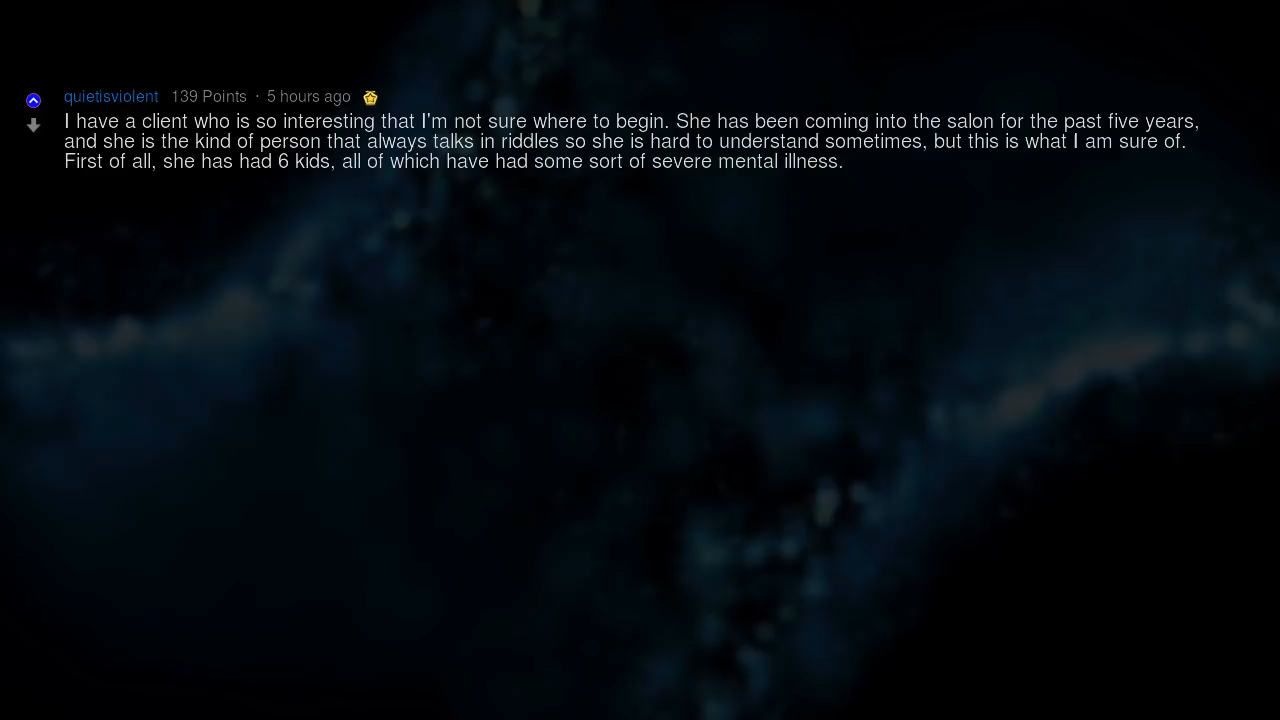 quietisviolent 139 Points · 5 hours ago
I have a client who is so interesting that I'm not sure where to begin. She has been coming into the salon for the past five years,
and she is the kind of person that always talks in riddles so she is hard to understand sometimes, but this is what I am sure of.
First of all, she has had 6 kids, all of which have had some sort of severe mental illness.